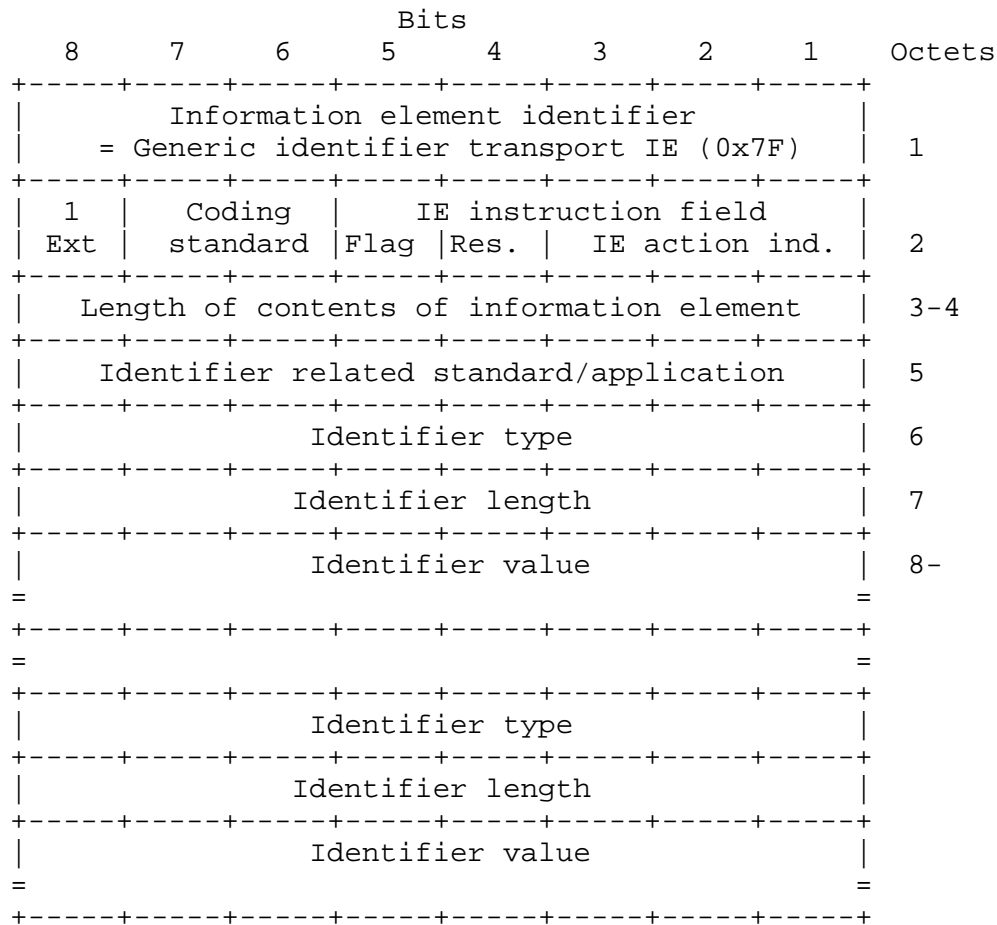 Bits
8 7 6 5 4 3 2 1 Octets
+-----+-----+-----+-----+-----+-----+-----+-----+
| Information element identifier |
| = Generic identifier transport IE (0x7F) | 1
+-----+-----+-----+-----+-----+-----+-----+-----+
| 1 | Coding | IE instruction field |
| Ext | standard |Flag |Res. | IE action ind. | 2
+-----+-----+-----+-----+-----+-----+-----+-----+
| Length of contents of information element | 3-4
+-----+-----+-----+-----+-----+-----+-----+-----+
| Identifier related standard/application | 5
+-----+-----+-----+-----+-----+-----+-----+-----+
| Identifier type | 6
+-----+-----+-----+-----+-----+-----+-----+-----+
| Identifier length | 7
+-----+-----+-----+-----+-----+-----+-----+-----+
| Identifier value | 8-
= =
+-----+-----+-----+-----+-----+-----+-----+-----+
= =
+-----+-----+-----+-----+-----+-----+-----+-----+
| Identifier type |
+-----+-----+-----+-----+-----+-----+-----+-----+
| Identifier length |
+-----+-----+-----+-----+-----+-----+-----+-----+
| Identifier value |
= =
+-----+-----+-----+-----+-----+-----+-----+-----+